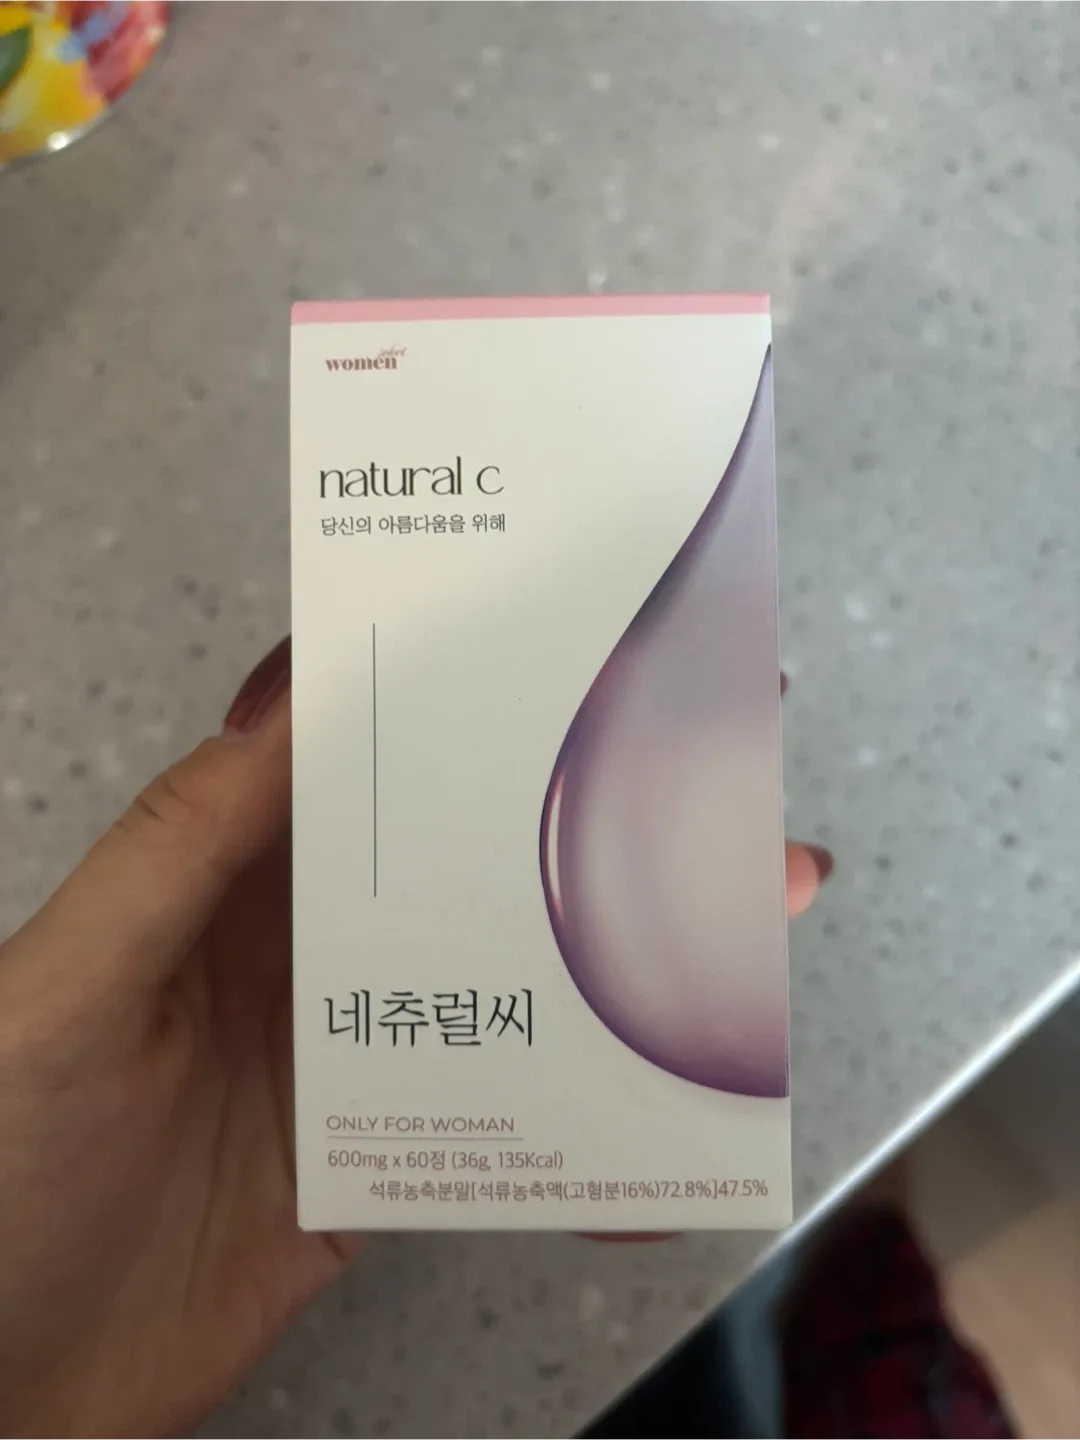 women select
natural c
당신의 아름다움을 위해
네츄럴씨
ONLY FOR WOMAN
600mg x 60정 (36g, 135Kcal)
석류농축분말[석류농축액(고형분16%)72.8%]47.5%